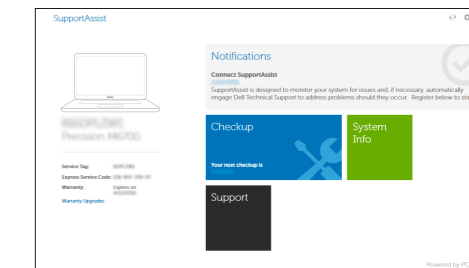 SupportAssist
Notifications
Connect SupportAssist
SupportAssist is designed to monitor your system for issues and, if necessary, automatically
engage Dell Technical Support to address problems should they occur. Register below to sta
Precision M6700
Checkup
System
Info
Your next checkup is
Service Tag:
Express Service Code:
Warranty:
Expires on
Warranty Upgrades
Support
Powered by PC